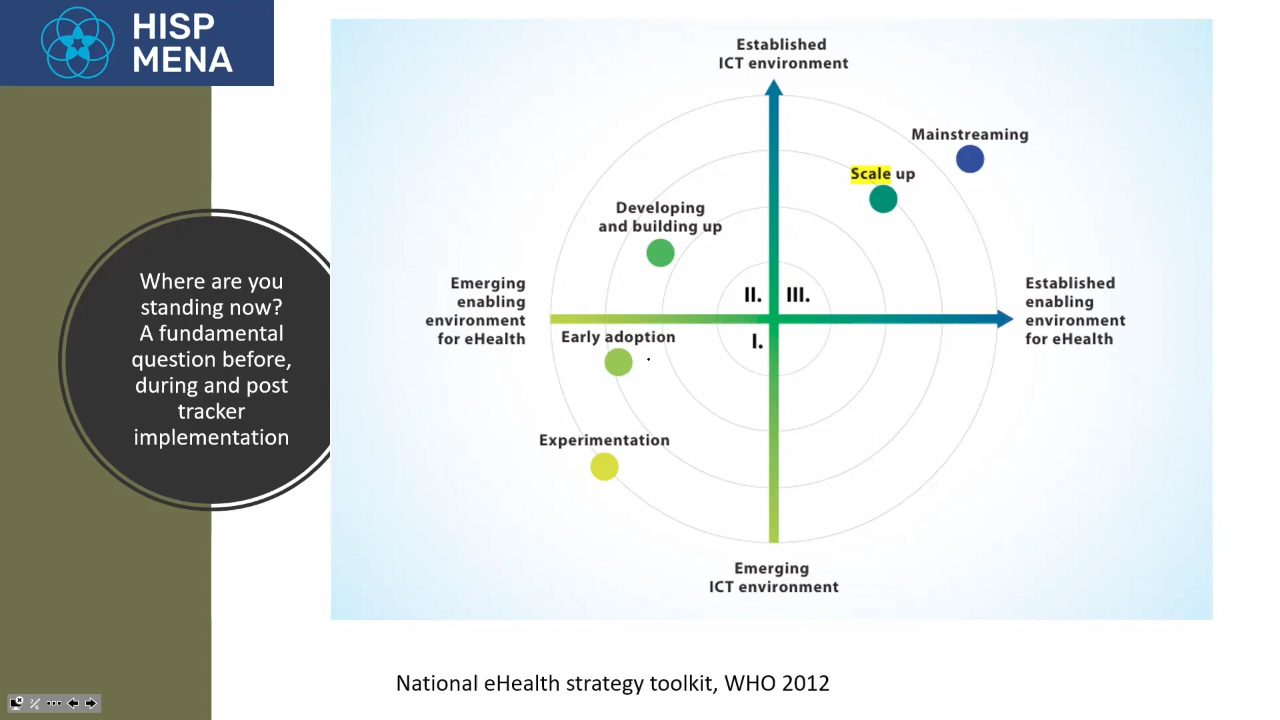 HISP
MENA
Where are you
standing now?
A fundamental
question before,
during and post
tracker
implementation
Established
ICT environment
Mainstreaming
Scale up
Developing
and building up
Emerging
enabling
environment
for eHealth
II. III.
I.
Established
enabling
environment
for eHealth
Early adoption
Experimentation
Emerging
ICT environment
National eHealth strategy toolkit, WHO 2012